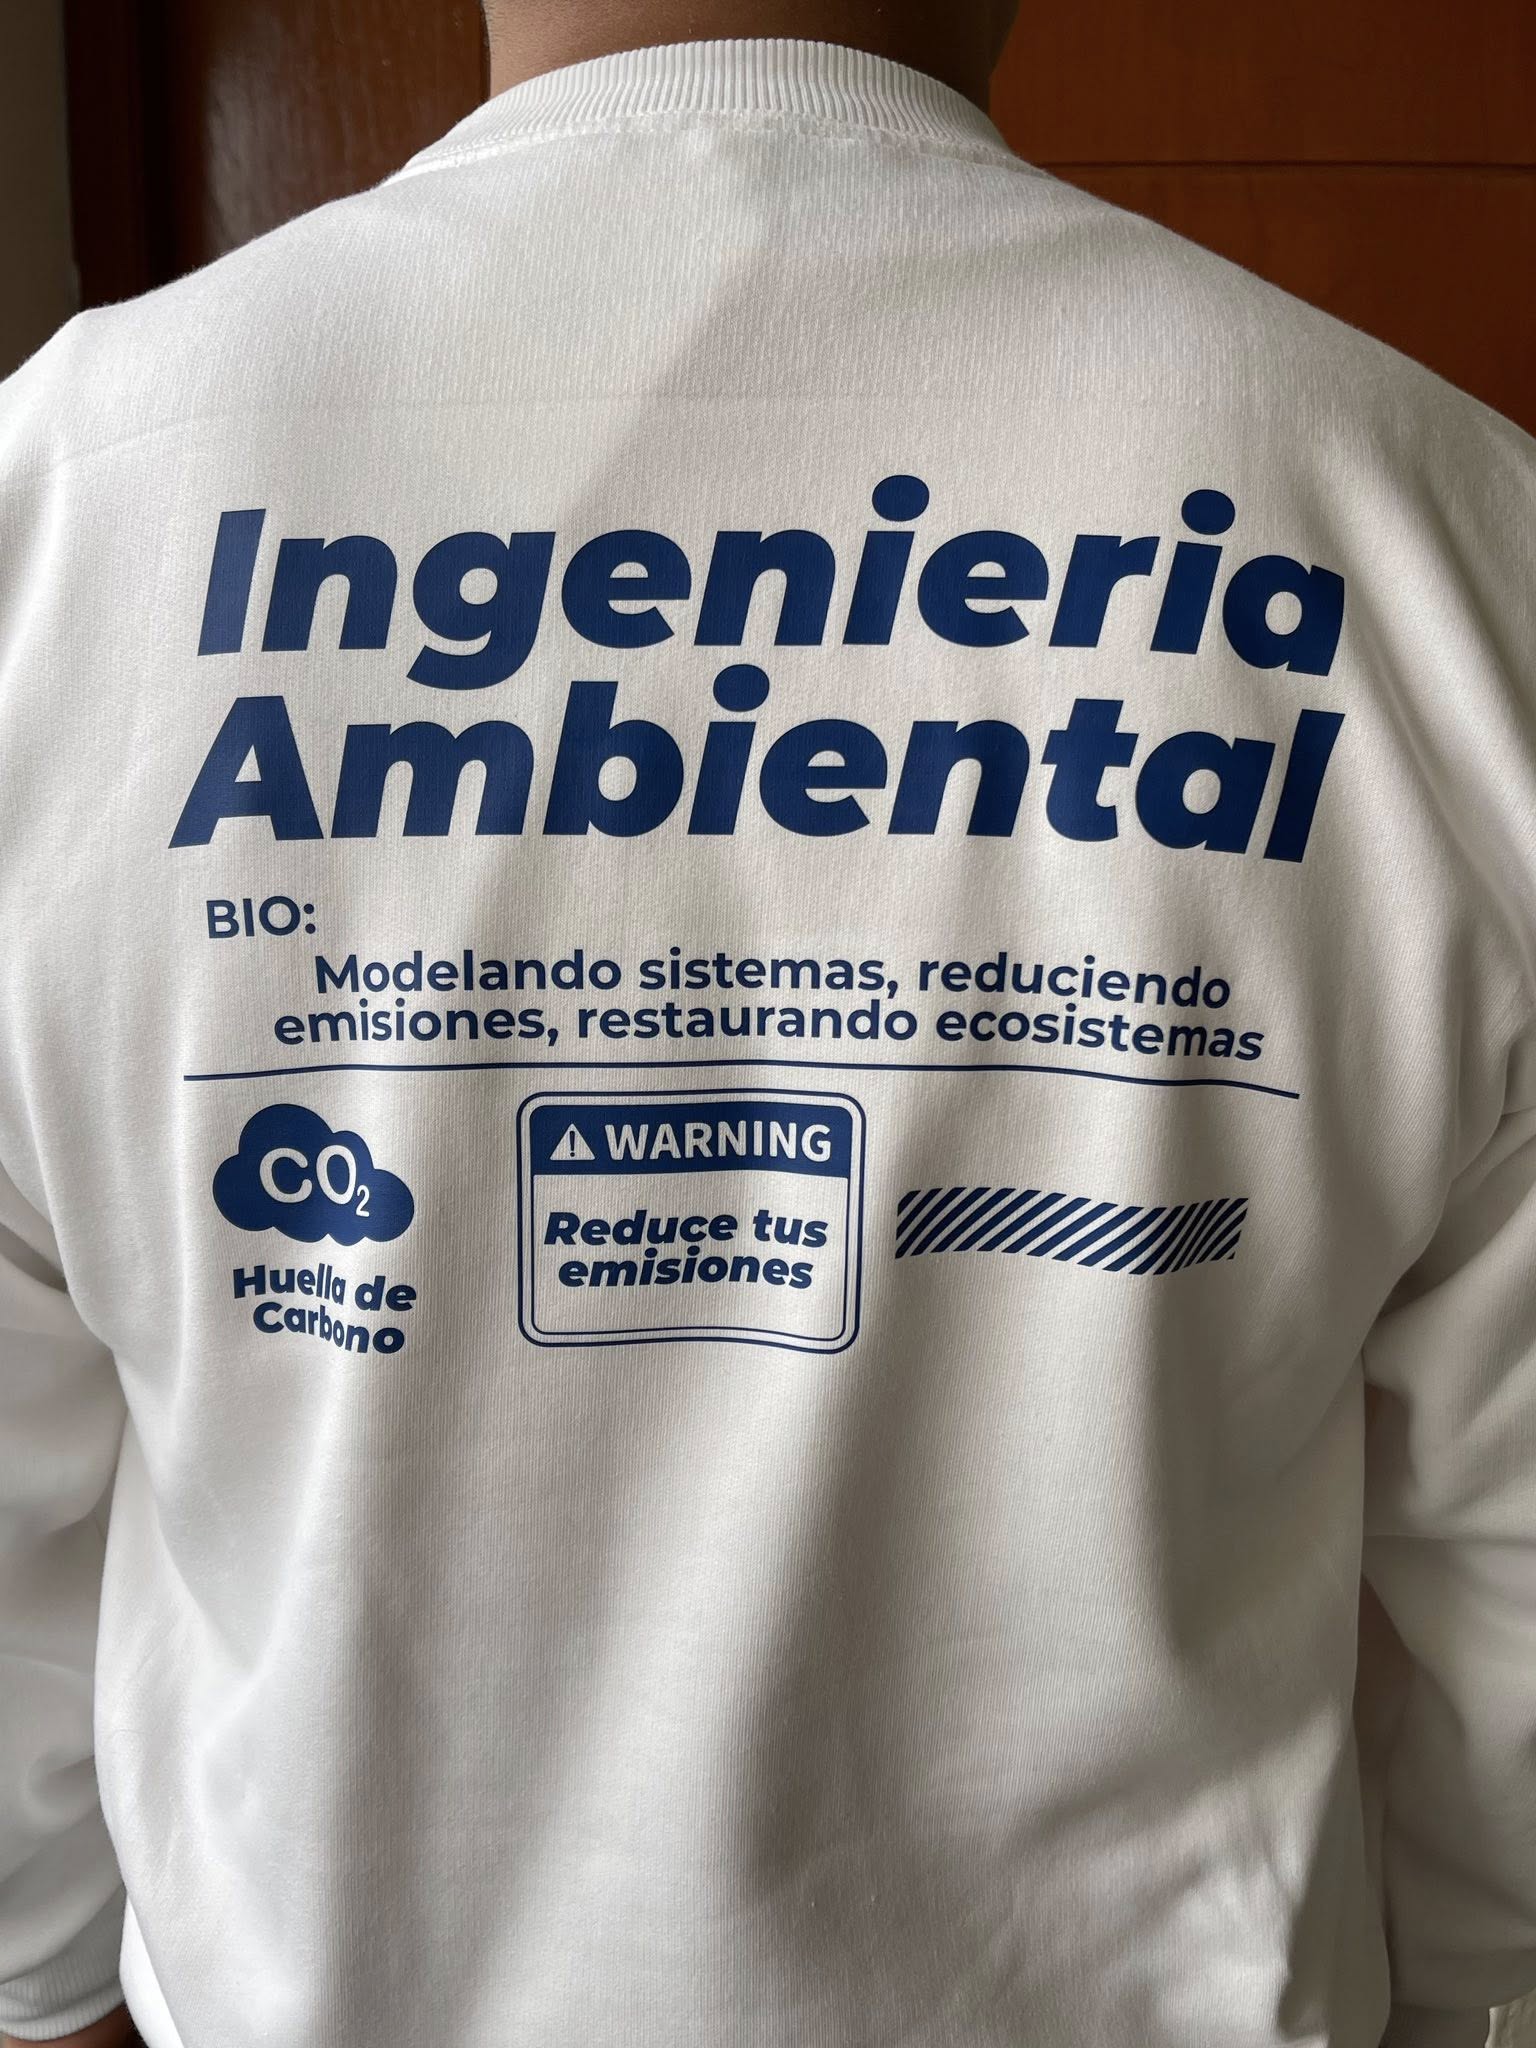 Ingenieria
Ambiental
BIO:
Modelando sistemas, reduciendo
emisiones, restaurando ecosistemas
CO₂
Huella de
Carbono
⚠ WARNING
Reduce tus
emisiones